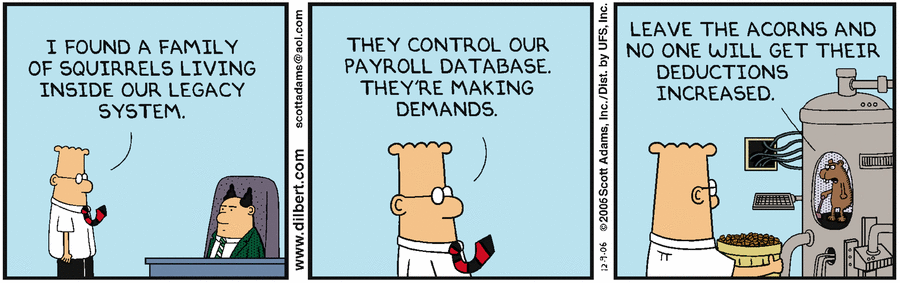 I FOUND A FAMILY
OF SQUIRRELS LIVING
INSIDE OUR LEGACY
SYSTEM.
www.dilbert.com scottadams@aol.com
THEY CONTROL OUR
PAYROLL DATABASE.
THEY'RE MAKING
DEMANDS.
12-9-06 ©2006 Scott Adams, Inc./Dist. by UFS, Inc.
LEAVE THE ACORNS AND
NO ONE WILL GET THEIR
DEDUCTIONS
INCREASED.